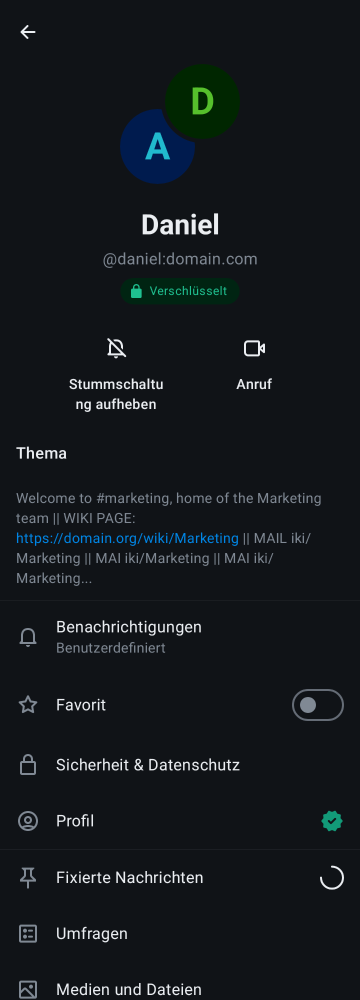 D
A
Daniel
@daniel:domain.com
Verschlüsselt
Stummschaltu
ng aufheben
Anruf
Thema
Welcome to #marketing, home of the Marketing
team || WIKI PAGE:
https://domain.org/wiki/Marketing || MAIL iki/
Marketing || MAI iki/Marketing || MAI iki/
Marketing...
Benachrichtigungen
Benutzerdefiniert
Favorit
Sicherheit & Datenschutz
Profil
Fixierte Nachrichten
Umfragen
Medien und Dateien